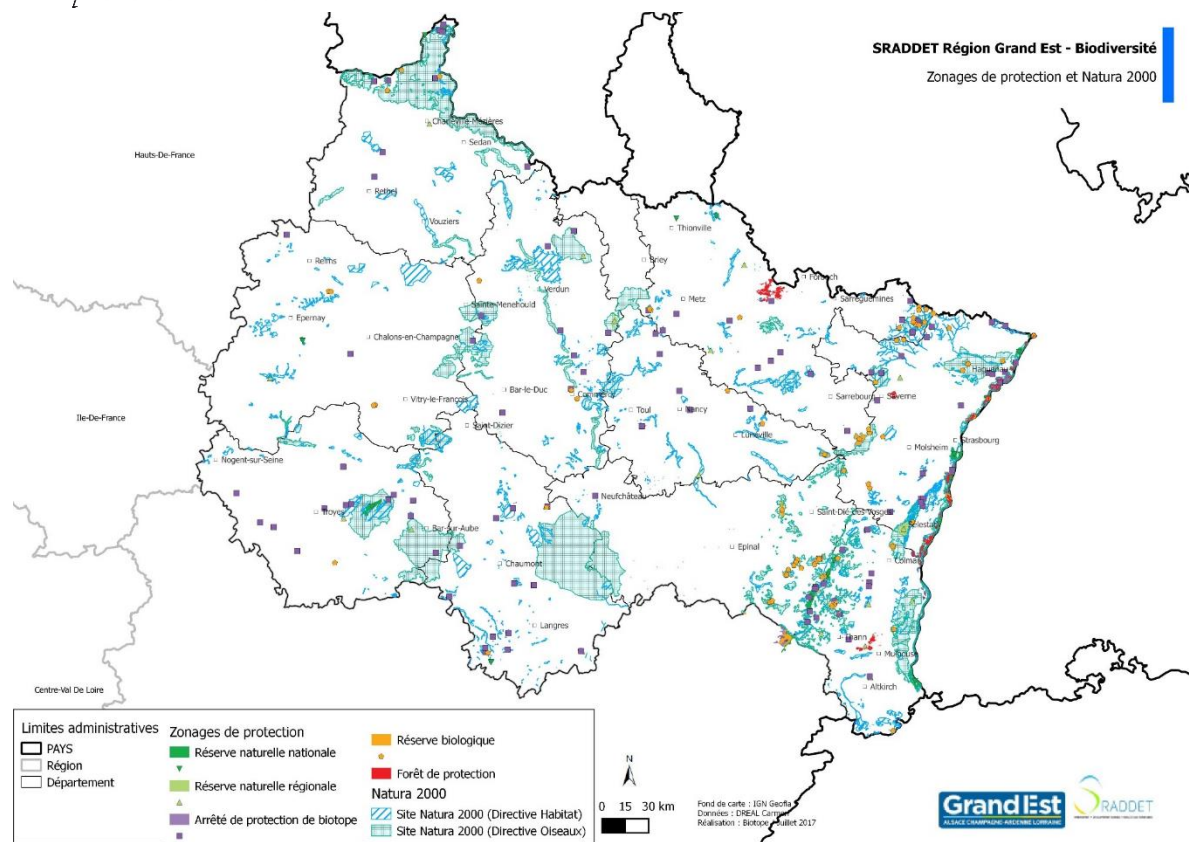 SRADDET Région Grand Est - Biodiversité
Zonages de protection et Natura 2000
Hauts-De-France
Charleville-Mézières
Sedan
Rethel
Vouziers
Thionville
Reims
Briey
Forbach
Verdun
Metz
Sarreguemines
Sainte-Menehould
Epernay
Chalons-en-Champagne
Haguenau
Bar-le-Duc
Commercy
Ile-De-France
Vitry-le-François
Toul
Nancy
Sarrebourg
Saverne
Saint-Dizier
Lunéville
Strasbourg
Molsheim
Nogent-sur-Seine
Neufchâteau
Troyes
Saint-Dié-Des-Vosges
Sélestat
Bar-sur-Aube
Epinal
Chaumont
Colmar
Langres
Thann
Mulhouse
Centre-Val De Loire
Altkirch
Limites administratives
PAYS
Région
Département
Zonages de protection
Réserve naturelle nationale
Réserve naturelle régionale
Arrêté de protection de biotope
Réserve biologique
Forêt de protection
Natura 2000
Site Natura 2000 (Directive Habitat)
Site Natura 2000 (Directive Oiseaux)
N
0 15 30 km
Fond de carte : IGN Geofla
Données : DREAL Carmen
Réalisation : Biotope, Juillet 2017
GrandEst
ALSACE CHAMPAGNE-ARDENNE LORRAINE
SRADDET